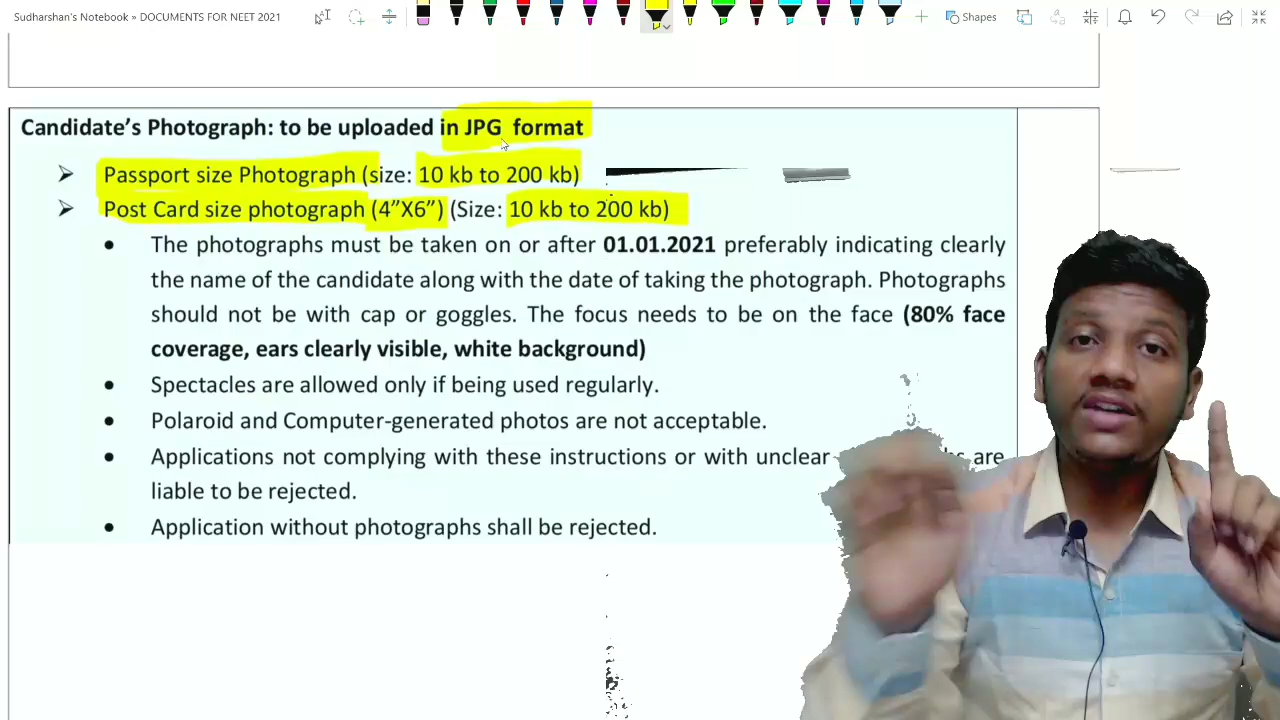 Sudharshan's Notebook » DOCUMENTS FOR NEET 2021
Shapes
Candidate's Photograph: to be uploaded in JPG format
➢ Passport size Photograph (size: 10 kb to 200 kb)
➢ Post Card size photograph (4”X6”) (Size: 10 kb to 200 kb)
• The photographs must be taken on or after 01.01.2021 preferably indicating clearly
the name of the candidate along with the date of taking the photograph. Photographs
should not be with cap or goggles. The focus needs to be on the face (80% face
coverage, ears clearly visible, white background)
• Spectacles are allowed only if being used regularly.
• Polaroid and Computer-generated photos are not acceptable.
• Applications not complying with these instructions or with unclear are
liable to be rejected.
• Application without photographs shall be rejected.